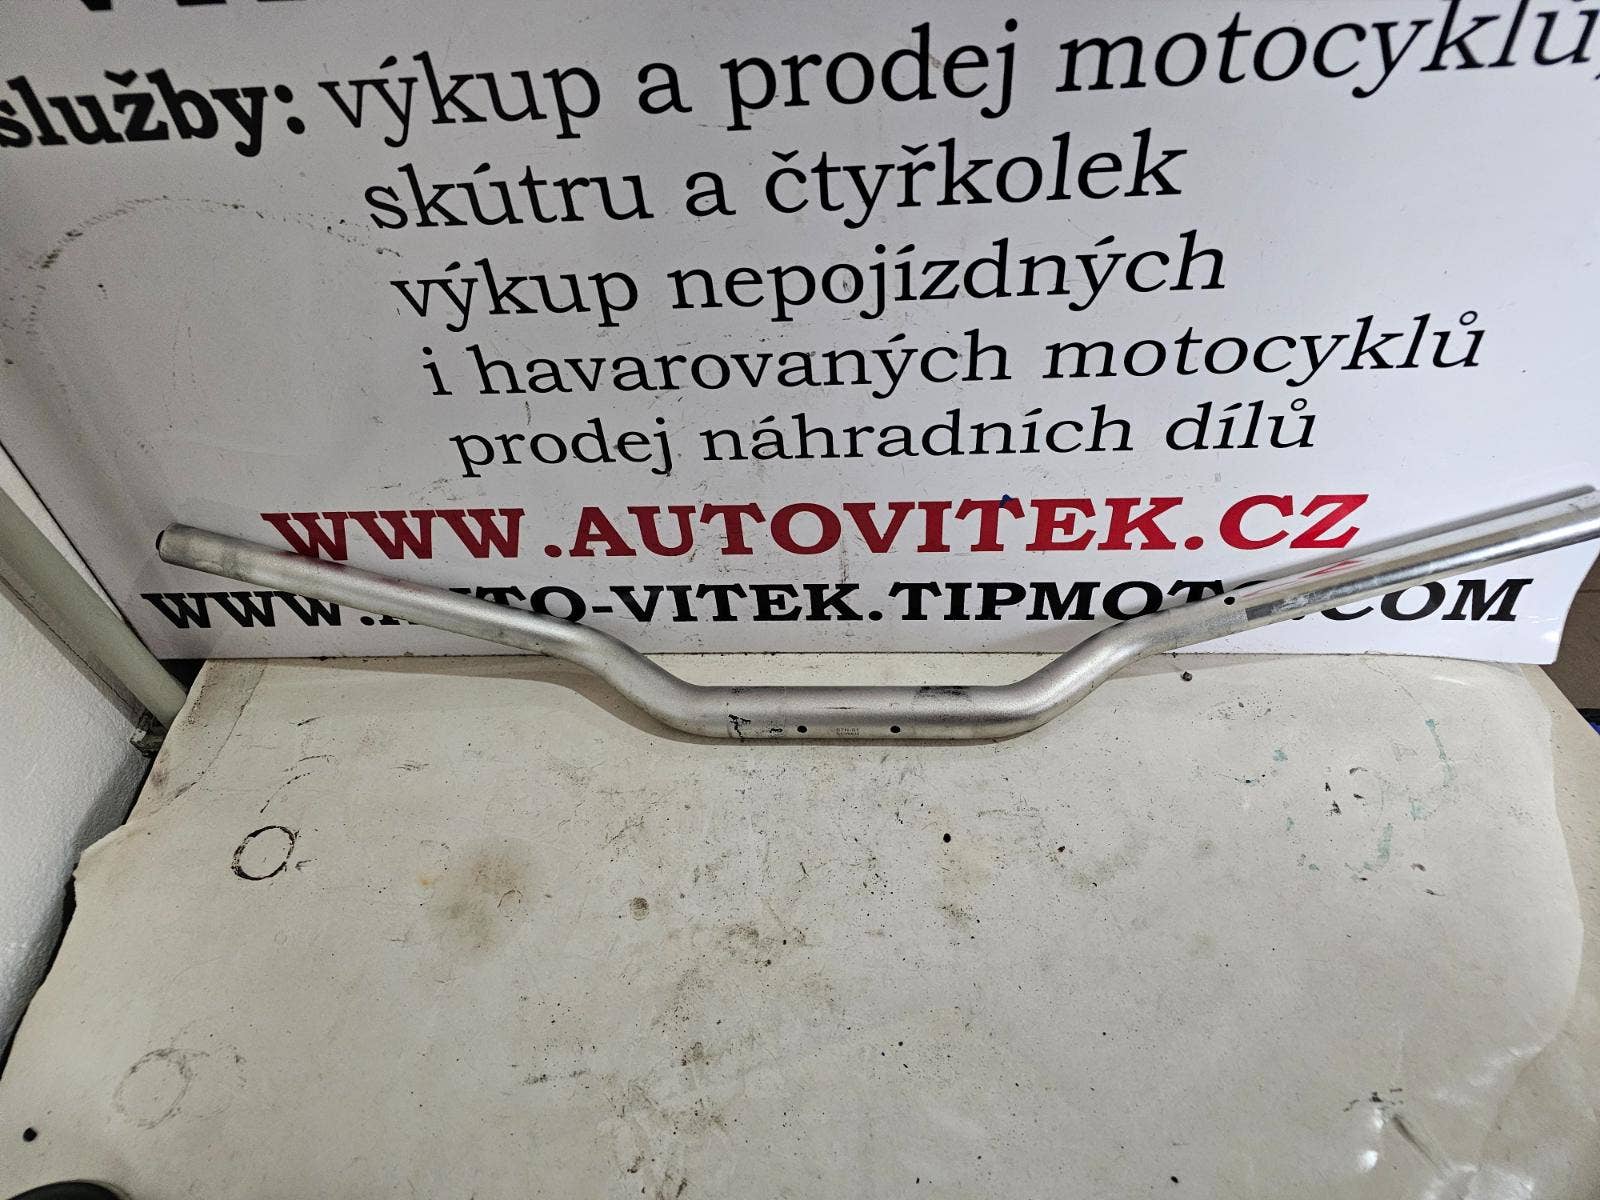 služby: výkup a prodej motocyklů,
skútru a čtyřkolek
výkup nepojízdných
i havarovaných motocyklů
prodej náhradních dílů
WWW.AUTOVITEK.CZ